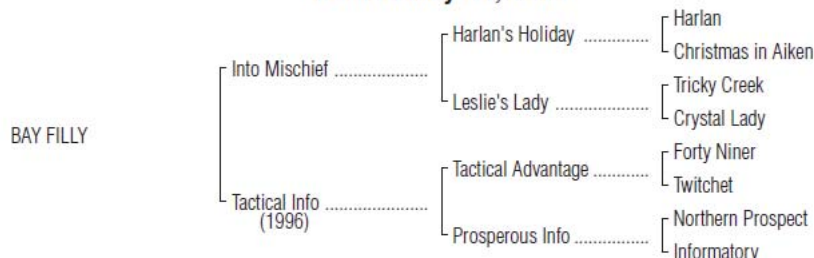 Harlan
Harlan's Holiday ..............
Christmas in Aiken
Into Mischief ....................
Tricky Creek
Leslie's Lady ....................
Crystal Lady
BAY FILLY
Forty Niner
Tactical Advantage ............
Twitchet
Tactical Info ......................
(1996)
Northern Prospect
Prosperous Info ................
Informatory